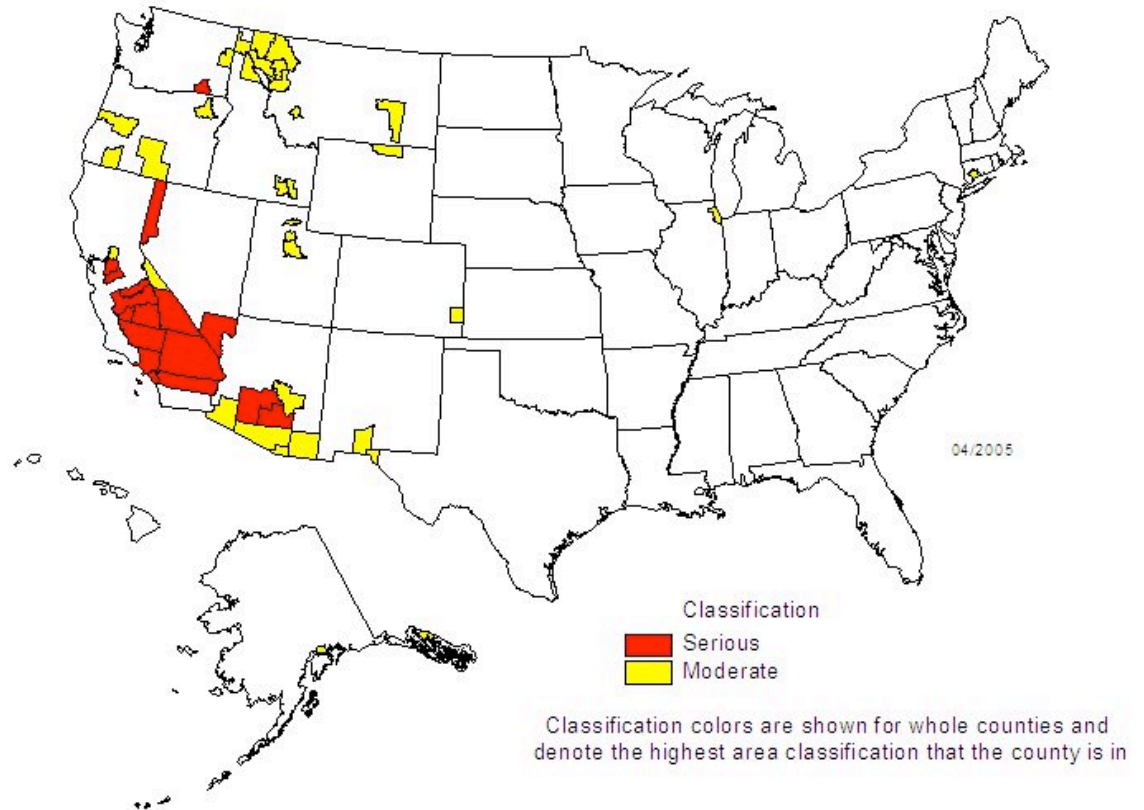 04/2005
Classification
Serious
Moderate
Classification colors are shown for whole counties and
denote the highest area classification that the county is in